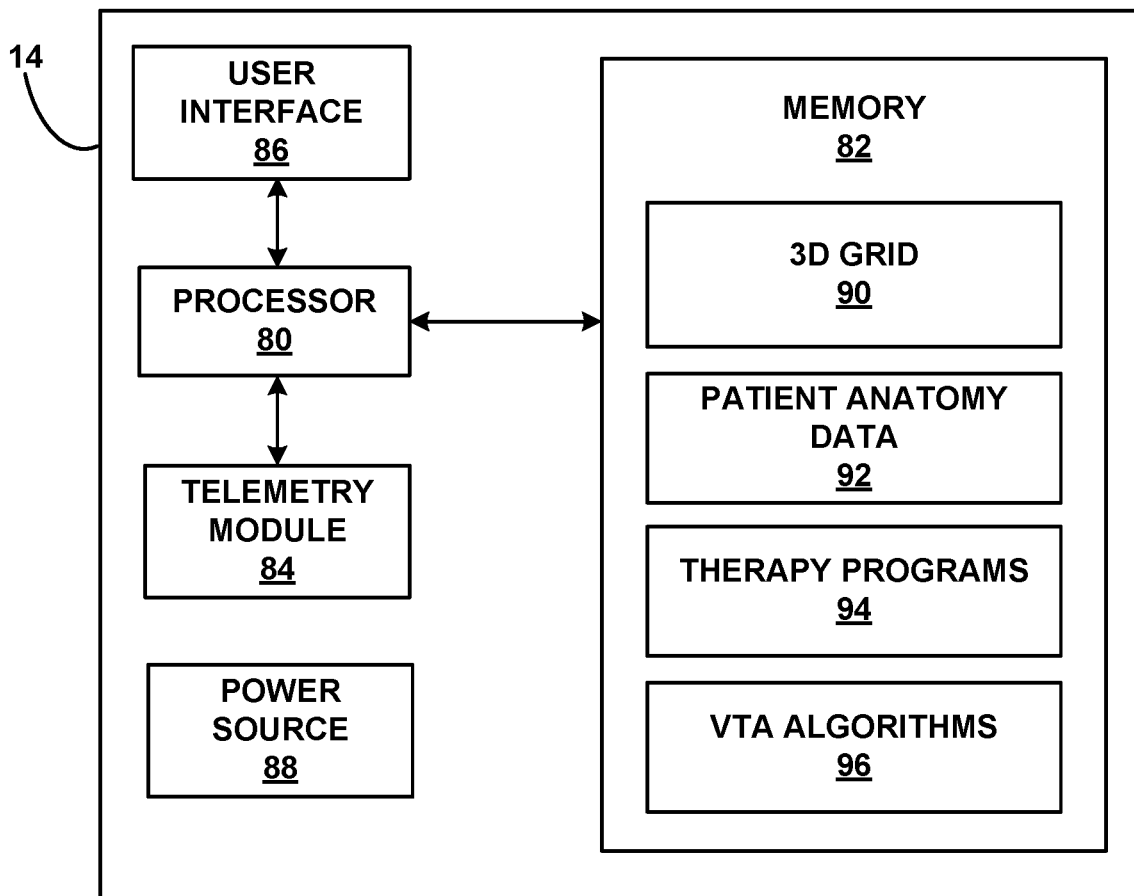 14
USER
INTERFACE
86
PROCESSOR
80
TELEMETRY
MODULE
84
POWER
SOURCE
88
MEMORY
82
3D GRID
90
PATIENT ANATOMY
DATA
92
THERAPY PROGRAMS
94
VTA ALGORITHMS
96